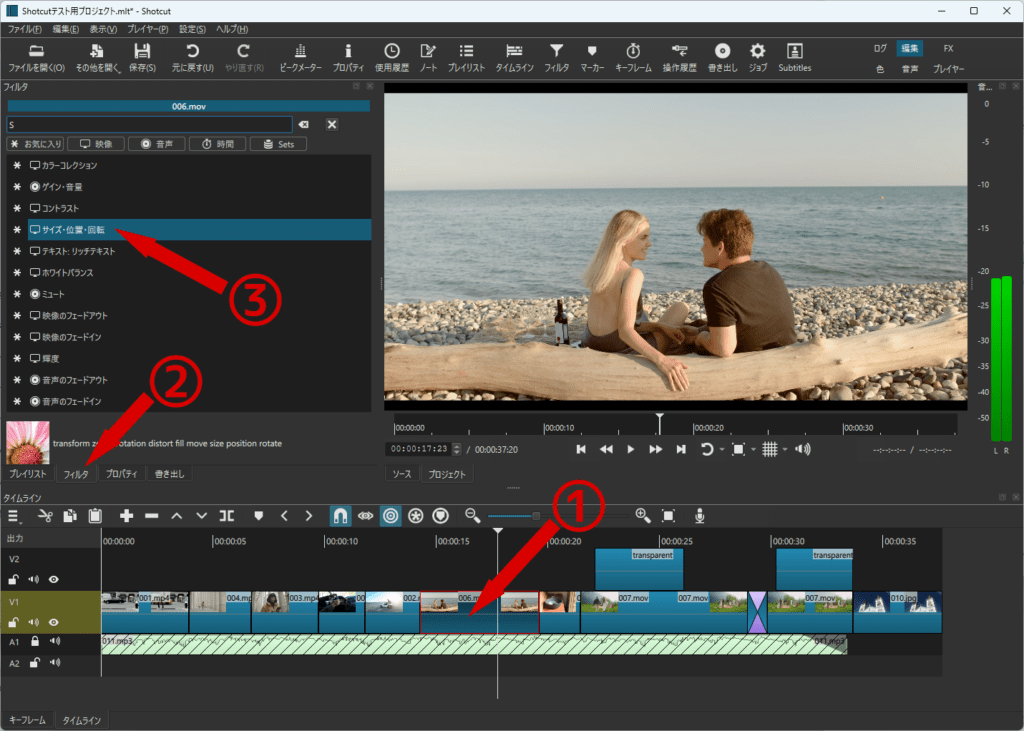 Shotcutテスト用プロジェクト.mlt* - Shotcut
ファイル(F) 編集(E) 表示(V) プレイヤー(P) 設定(S) ヘルプ(H)
ファイルを開く(O) その他を開く 保存(S) 元に戻す(U) やり直す(R) ピークメーター プロパティ 使用履歴 ノート プレイリスト タイムライン フィルタ マーカー キーフレーム 操作履歴 書き出し ジョブ Subtitles
ログ 編集 FX
色 音声 プレイヤー
フィルタ
音...
006.mov
S
お気に入り 映像 音声 時間 Sets
カラーコレクション
ゲイン・音量
コントラスト
サイズ・位置・回転
テキスト: リッチテキスト
ホワイトバランス
ミュート
映像のフェードアウト
映像のフェードイン
輝度
音声のフェードアウト
音声のフェードイン
③
②
transform z otation distort fill move size position rotate
プレイリスト フィルタ プロパティ 書き出し
0
-5
-10
-15
-20
-25
-30
-35
-40
-50
L R
00:00:00 00:00:10 00:00:20 00:00:30
00:00:17:23 / 00:00:37:20
--:--:--:-- / --:--:--:--
ソース プロジェクト
タイムライン
①
出力
00:00:00 00:00:05 00:00:10 00:00:15 00:00:20 00:00:25 00:00:30 00:00:35
V2
transparent transparent
V1
001.mp4 004.m 003.mp4 002. 006.m 007.mov 007.mov 007.mov 010.jpg
A1
011.mp3 011.mp3
A2
キーフレーム タイムライン